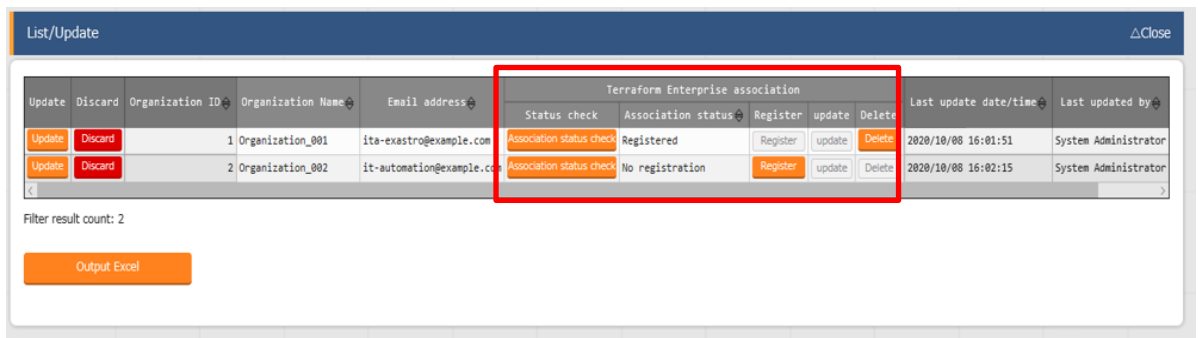 List/Update △Close
Terraform Enterprise association
Update Discard Organization ID Organization Name Email address Status check Association status Register update Delete Last update date/time Last updated by
Update Discard 1 Organization_001 ita-exastro@example.com Association status check Registered Register update Delete 2020/10/08 16:01:51 System Administrator
Update Discard 2 Organization_002 it-automation@example.com Association status check No registration Register update Delete 2020/10/08 16:02:15 System Administrator
Filter result count: 2
Output Excel